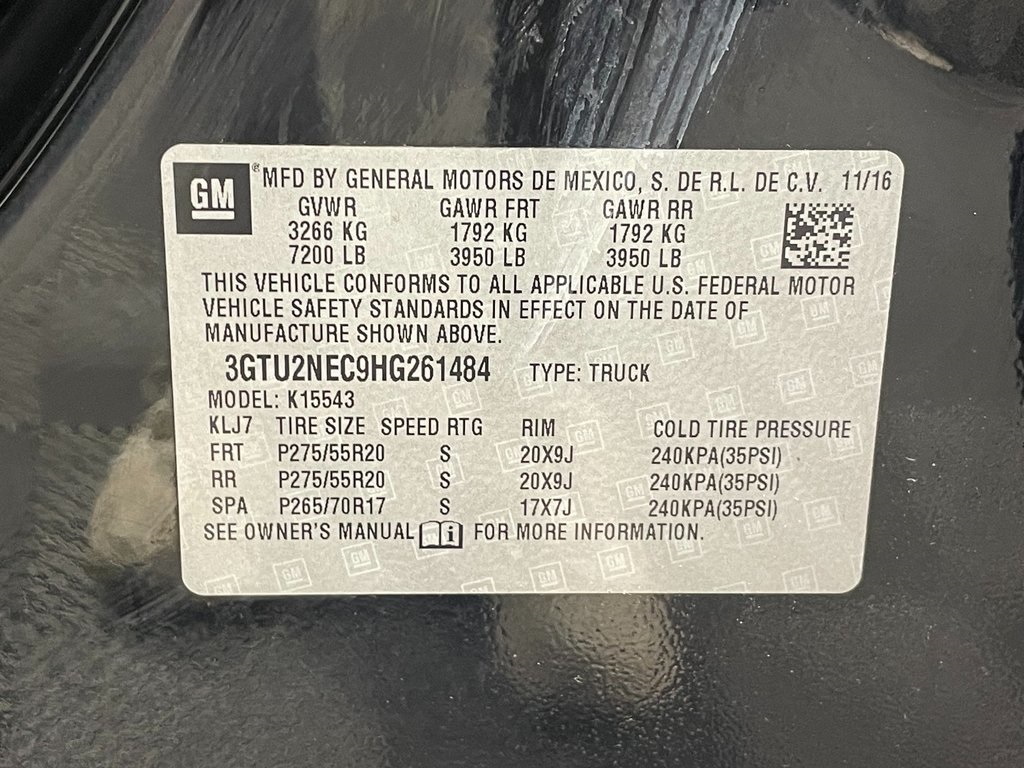 GM
® MFD BY GENERAL MOTORS DE MEXICO, S. DE R.L. DE C.V. 11/16
GVWR GAWR FRT GAWR RR
3266 KG 1792 KG 1792 KG
7200 LB 3950 LB 3950 LB
THIS VEHICLE CONFORMS TO ALL APPLICABLE U.S. FEDERAL MOTOR
VEHICLE SAFETY STANDARDS IN EFFECT ON THE DATE OF
MANUFACTURE SHOWN ABOVE.
3GTU2NEC9HG261484 TYPE: TRUCK
MODEL: K15543
KLJ7 TIRE SIZE SPEED RTG RIM COLD TIRE PRESSURE
FRT P275/55R20 S 20X9J 240KPA(35PSI)
RR P275/55R20 S 20X9J 240KPA(35PSI)
SPA P265/70R17 S 17X7J 240KPA(35PSI)
SEE OWNER'S MANUAL i FOR MORE INFORMATION.